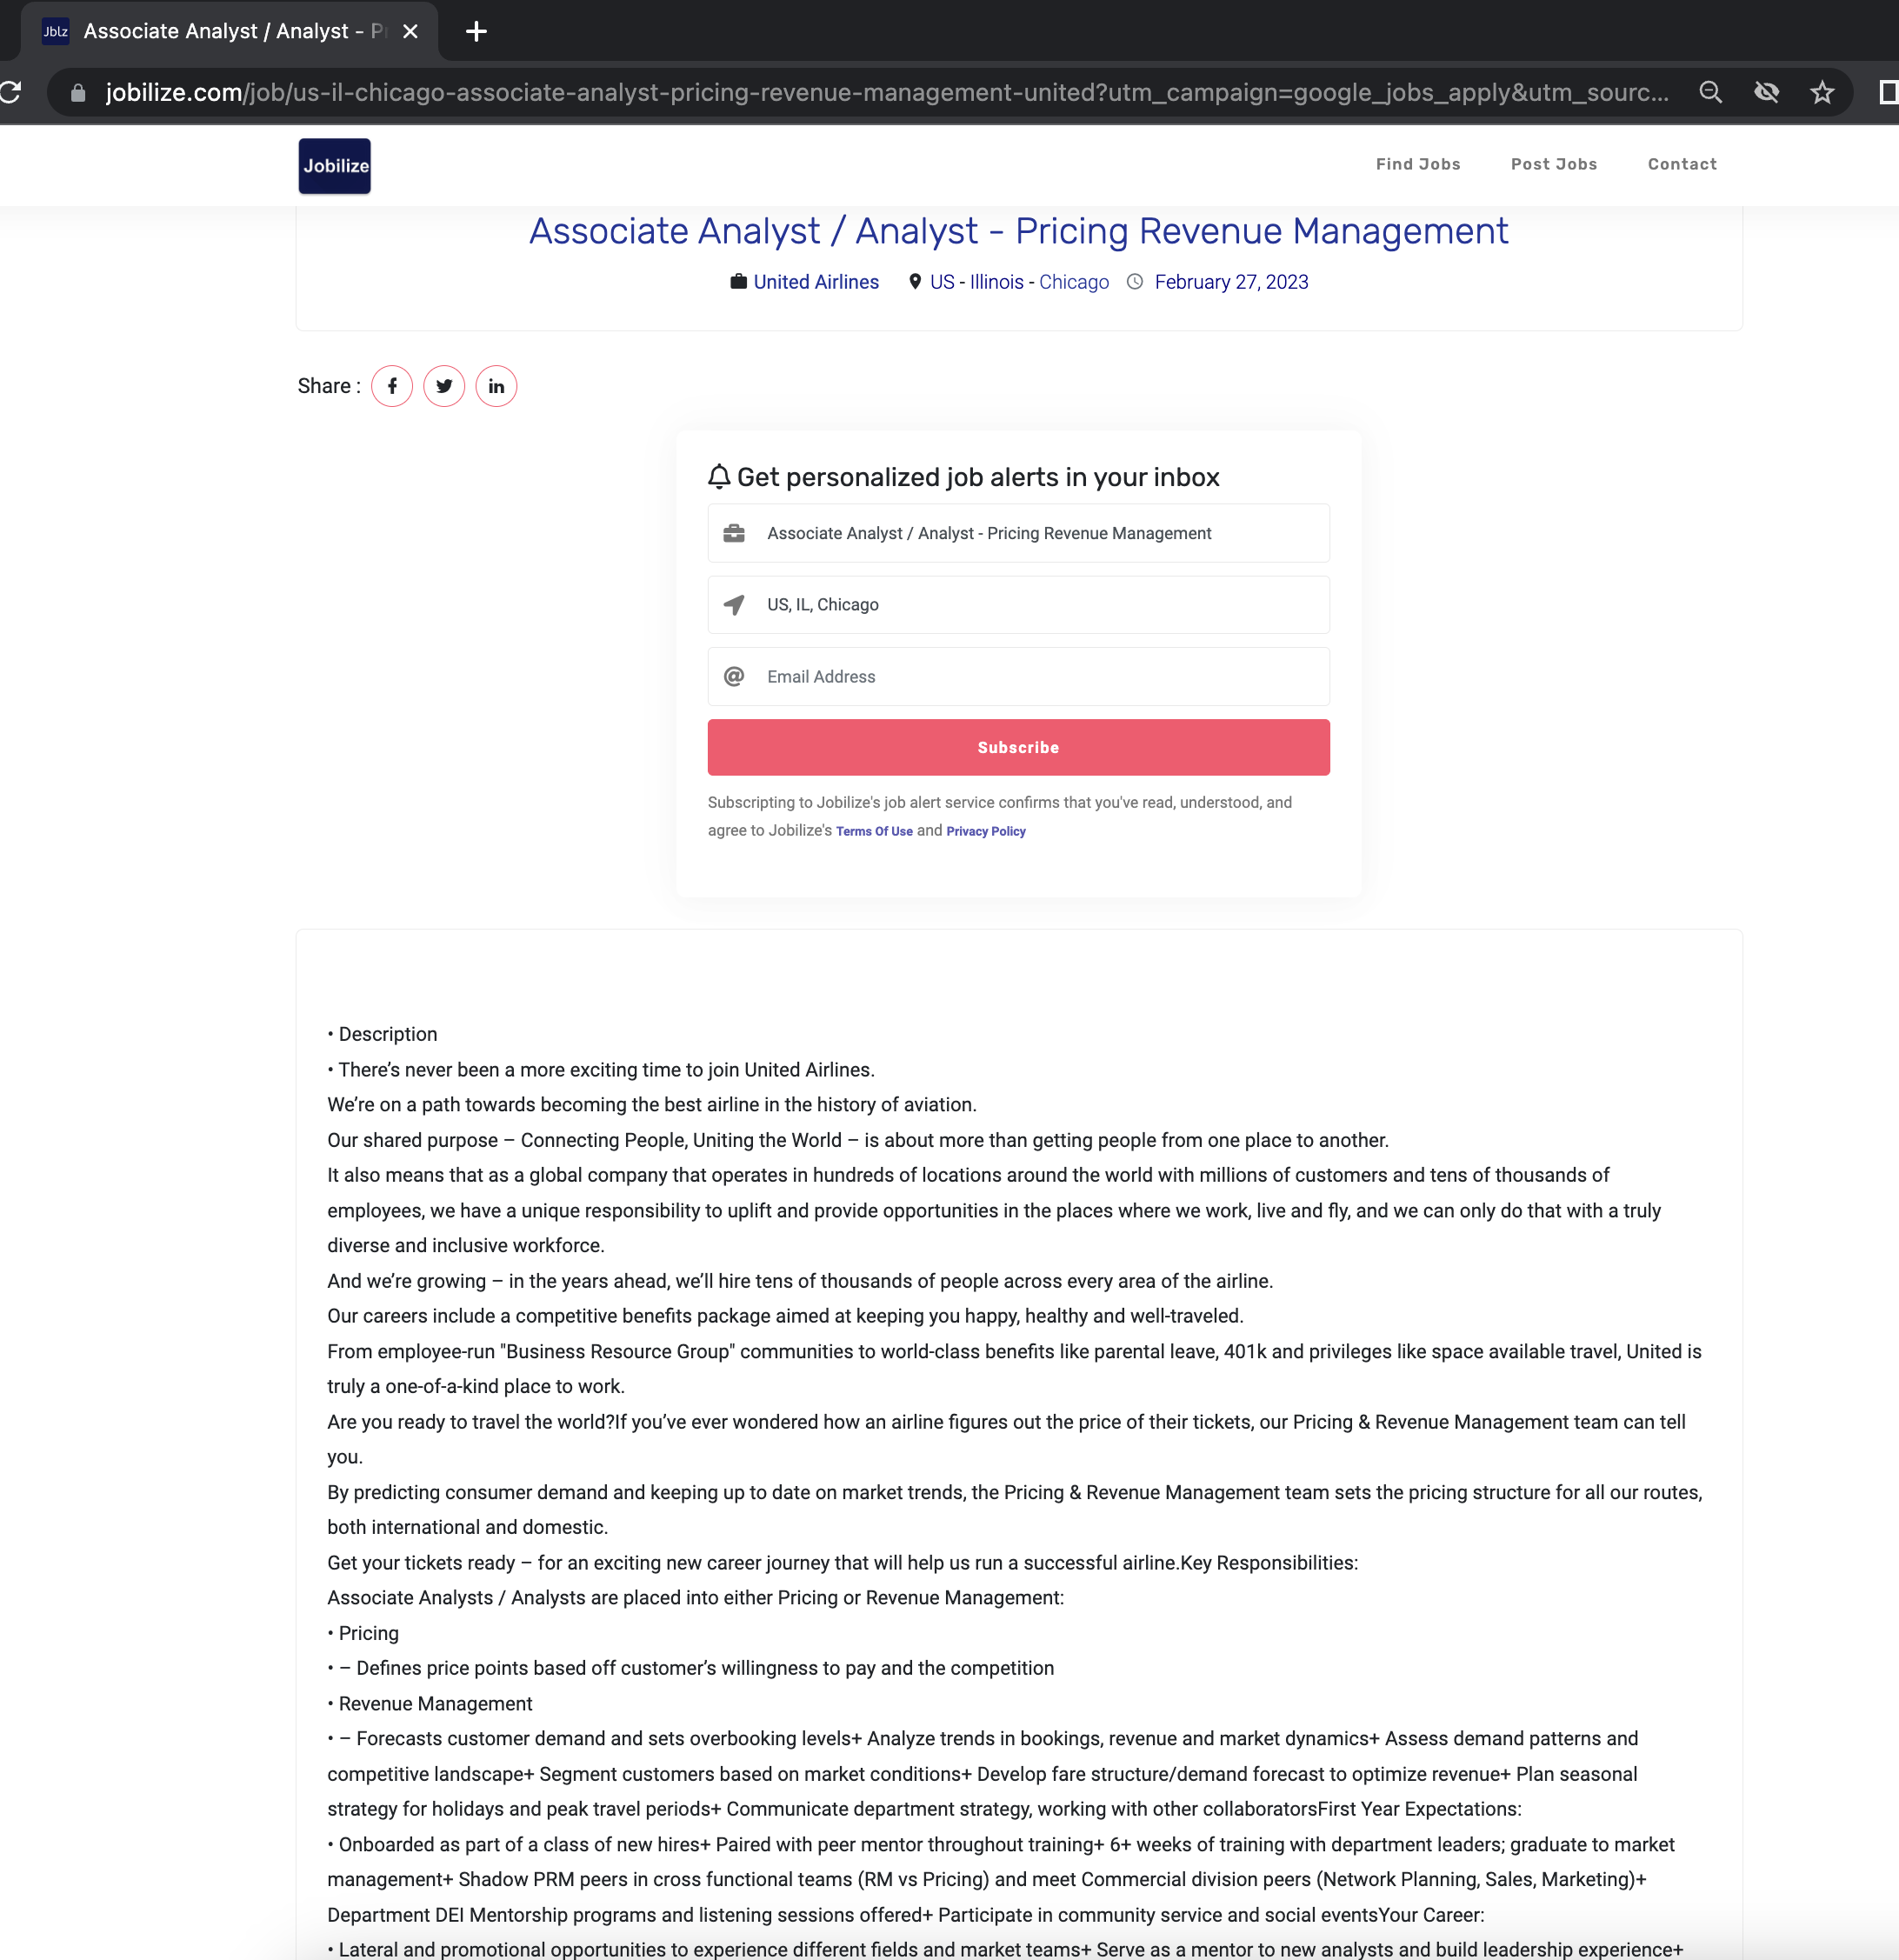 Jblz Associate Analyst / Analyst - Pr
jobilize.com/job/us-il-chicago-associate-analyst-pricing-revenue-management-united?utm_campaign=google_jobs_apply&utm_sourc...
Jobilize
Find Jobs Post Jobs Contact
Associate Analyst / Analyst - Pricing Revenue Management
United Airlines US - Illinois - Chicago February 27, 2023
Share :
Get personalized job alerts in your inbox
Associate Analyst / Analyst - Pricing Revenue Management
US, IL, Chicago
@ Email Address
Subscribe
Subscripting to Jobilize's job alert service confirms that you've read, understood, and
agree to Jobilize's Terms Of Use and Privacy Policy
• Description
• There’s never been a more exciting time to join United Airlines.
We’re on a path towards becoming the best airline in the history of aviation.
Our shared purpose – Connecting People, Uniting the World – is about more than getting people from one place to another.
It also means that as a global company that operates in hundreds of locations around the world with millions of customers and tens of thousands of
employees, we have a unique responsibility to uplift and provide opportunities in the places where we work, live and fly, and we can only do that with a truly
diverse and inclusive workforce.
And we’re growing – in the years ahead, we’ll hire tens of thousands of people across every area of the airline.
Our careers include a competitive benefits package aimed at keeping you happy, healthy and well-traveled.
From employee-run "Business Resource Group" communities to world-class benefits like parental leave, 401k and privileges like space available travel, United is
truly a one-of-a-kind place to work.
Are you ready to travel the world?If you’ve ever wondered how an airline figures out the price of their tickets, our Pricing & Revenue Management team can tell
you.
By predicting consumer demand and keeping up to date on market trends, the Pricing & Revenue Management team sets the pricing structure for all our routes,
both international and domestic.
Get your tickets ready – for an exciting new career journey that will help us run a successful airline.Key Responsibilities:
Associate Analysts / Analysts are placed into either Pricing or Revenue Management:
• Pricing
• – Defines price points based off customer’s willingness to pay and the competition
• Revenue Management
• – Forecasts customer demand and sets overbooking levels+ Analyze trends in bookings, revenue and market dynamics+ Assess demand patterns and
competitive landscape+ Segment customers based on market conditions+ Develop fare structure/demand forecast to optimize revenue+ Plan seasonal
strategy for holidays and peak travel periods+ Communicate department strategy, working with other collaboratorsFirst Year Expectations:
• Onboarded as part of a class of new hires+ Paired with peer mentor throughout training+ 6+ weeks of training with department leaders; graduate to market
management+ Shadow PRM peers in cross functional teams (RM vs Pricing) and meet Commercial division peers (Network Planning, Sales, Marketing)+
Department DEI Mentorship programs and listening sessions offered+ Participate in community service and social eventsYour Career:
• Lateral and promotional opportunities to experience different fields and market teams+ Serve as a mentor to new analysts and build leadership experience+